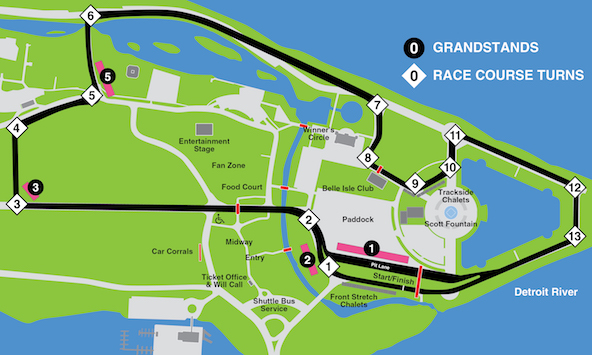 0 GRANDSTANDS
0 RACE COURSE TURNS
6
5
5
7
4
11
Winner's
Circle
Entertainment
Stage
8
10
Fan Zone
9
12
3
Food Court
Belle Isle Club
Trackside
Chalets
3
2
Paddock
Scott Fountain
Midway
13
1
Car Corrals
Entry
2
1
Pit Lane
Ticket Office
& Will Call
Start/Finish
Detroit River
Shuttle Bus
Service
Front Stretch
Chalets